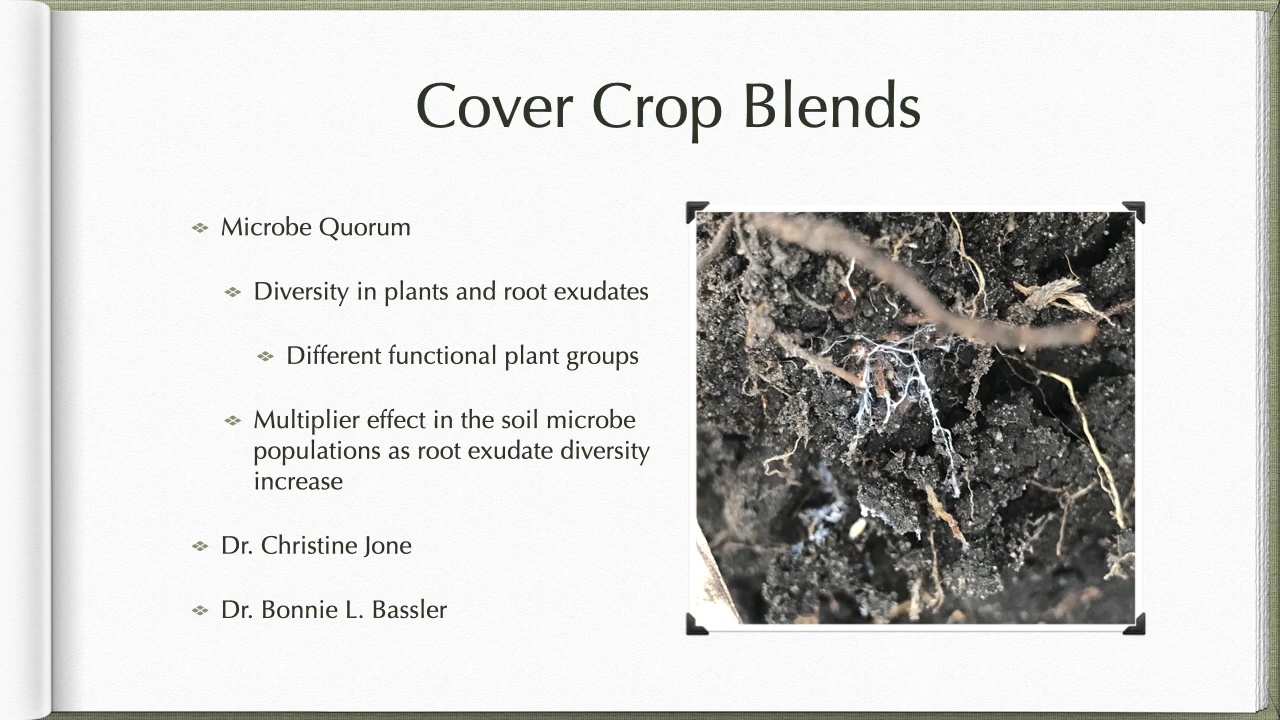 Cover Crop Blends
Microbe Quorum
Diversity in plants and root exudates
Different functional plant groups
Multiplier effect in the soil microbe
populations as root exudate diversity
increase
Dr. Christine Jone
Dr. Bonnie L. Bassler